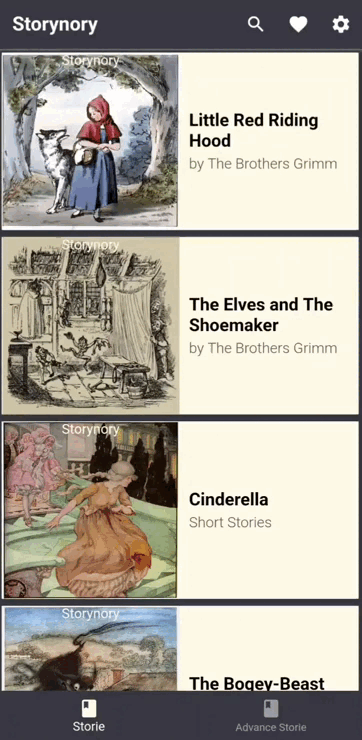 Storynory
Storynory
Little Red Riding
Hood
by The Brothers Grimm
Storynory
The Elves and The
Shoemaker
by The Brothers Grimm
Storynory
Cinderella
Short Stories
Storynory
The Bogey-Beast
Storie
Advance Storie